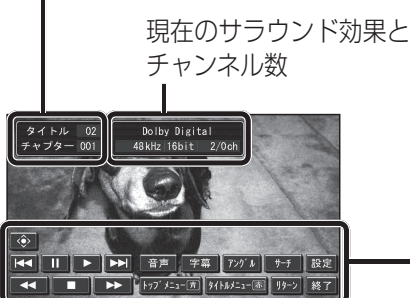 現在のサラウンド効果と
チャンネル数
タイトル 02
チャプター 001
Dolby Digital
48kHz 16bit 2/0ch
音声 字幕 ｱﾝｸﾞﾙ ｻｰﾁ 設定
ﾄｯﾌﾟﾒﾆｭｰ 青 ﾀｲﾄﾙﾒﾆｭｰ 赤 ﾘﾀｰﾝ 終了